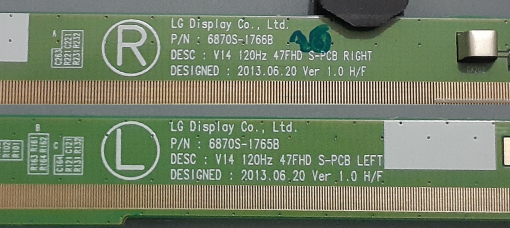 R
LG Display Co., Ltd.
P/N : 6870S-1766B
DESC : V14 120Hz 47FHD S-PCB RIGHT
DESIGNED : 2013.06.20 Ver 1.0 H/F
L
LG Display Co., Ltd.
P/N : 6870S-1765B
DESC : V14 120Hz 47FHD S-PCB LEFT
DESIGNED : 2013.06.20 Ver 1.0 H/F